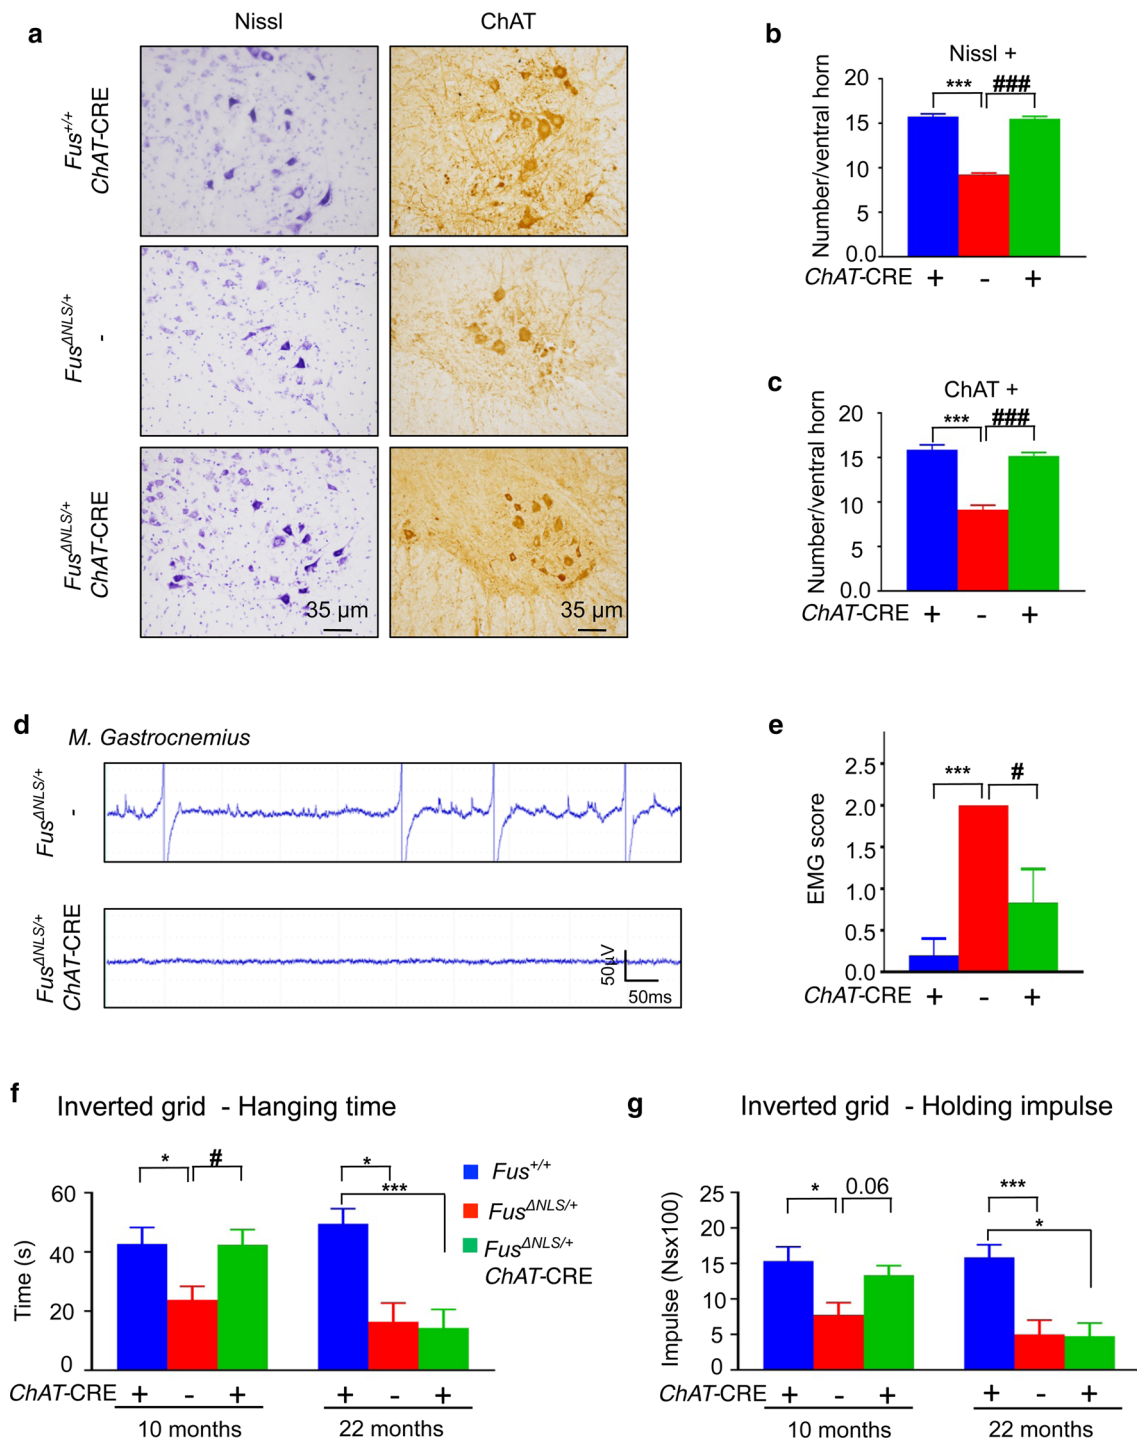 a
Nissl
ChAT
Fus+/+
ChAT-CRE
FusΔNLS/+
-
FusΔNLS/+
ChAT-CRE
35 μm
35 μm
b
Nissl +
Number/ventral horn
20
15
10
5
0.0
***
###
ChAT-CRE + - +
c
ChAT +
Number/ventral horn
20
15
10
5
0.0
***
###
ChAT-CRE + - +
d
M. Gastrocnemius
FusΔNLS/+
-
FusΔNLS/+
ChAT-CRE
50μV
50ms
e
EMG score
2.5
2.0
1.5
1.0
0.5
0.0
***
#
ChAT-CRE + - +
f
Inverted grid - Hanging time
Time (s)
60
40
20
0
*
#
*
***
Fus+/+
FusΔNLS/+
FusΔNLS/+
ChAT-CRE
ChAT-CRE + - + + - +
10 months
22 months
g
Inverted grid - Holding impulse
Impulse (Nsx100)
25
20
15
10
5
0
*
0.06
***
*
ChAT-CRE + - + + - +
10 months
22 months